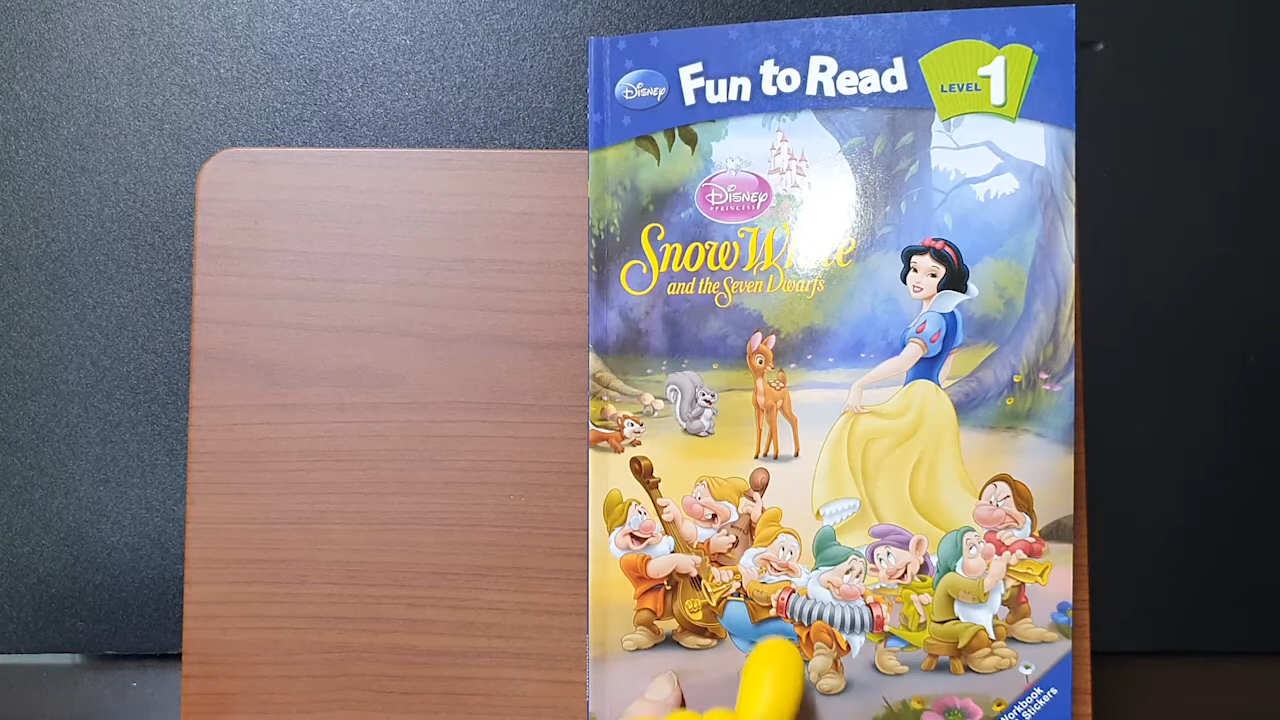 Disney
Fun to Read
LEVEL 1
Disney
PRINCESS
Snow White
and the Seven Dwarfs
Workbook
Stickers